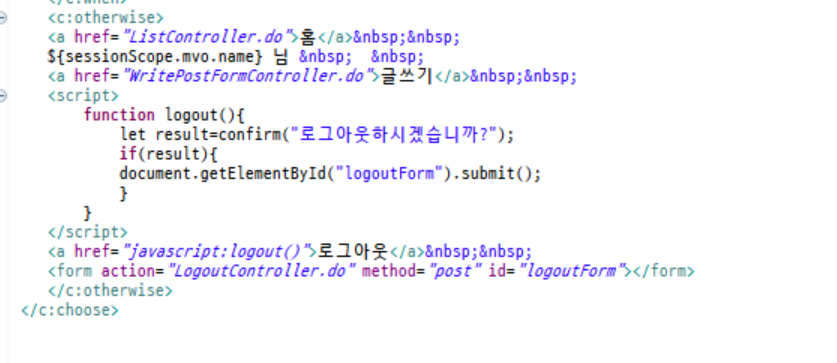 </c:when>
<c:otherwise>
<a href="ListController.do">홈</a>&nbsp;&nbsp;
${sessionScope.mvo.name} 님 &nbsp;  &nbsp;
<a href="WritePostFormController.do">글쓰기</a>&nbsp;&nbsp;
<script>
function logout(){
let result=confirm("로그아웃하시겠습니까?");
if(result){
document.getElementById("logoutForm").submit();
}
}
</script>
<a href="javascript:logout()">로그아웃</a>&nbsp;&nbsp;
<form action="LogoutController.do" method="post" id="logoutForm"></form>
</c:otherwise>
</c:choose>